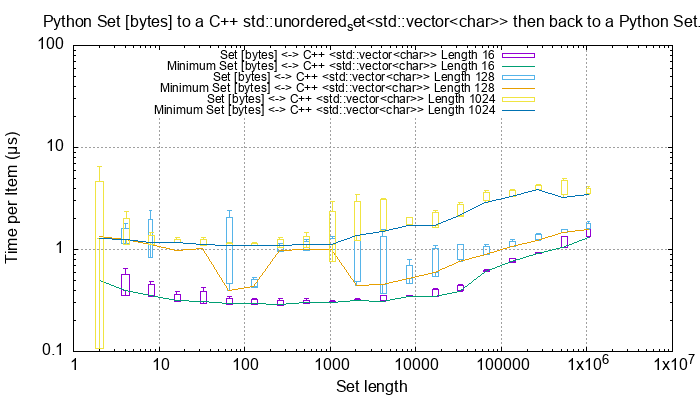 Python Set [bytes] to a C++ std::unordered_set<std::vector<char>> then back to a Python Set.
100
10
1
0.1
Time per Item (µs)
Set [bytes] <-> C++ <std::vector<char>> Length 16
Minimum Set [bytes] <-> C++ <std::vector<char>> Length 16
Set [bytes] <-> C++ <std::vector<char>> Length 128
Minimum Set [bytes] <-> C++ <std::vector<char>> Length 128
Set [bytes] <-> C++ <std::vector<char>> Length 1024
Minimum Set [bytes] <-> C++ <std::vector<char>> Length 1024
1 10 100 1000 10000 100000 1x10^6 1x10^7
Set length